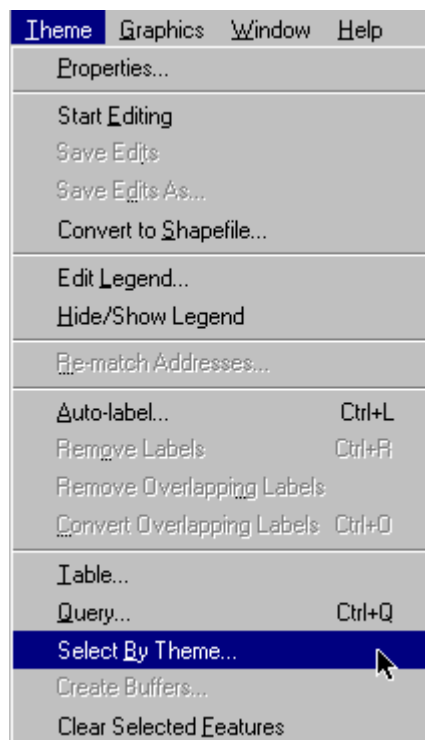 Theme Graphics Window Help
Properties...
Start Editing
Save Edits
Save Edits As...
Convert to Shapefile...
Edit Legend...
Hide/Show Legend
Re-match Addresses...
Auto-label... Ctrl+L
Remove Labels Ctrl+R
Remove Overlapping Labels
Convert Overlapping Labels Ctrl+O
Table...
Query... Ctrl+Q
Select By Theme...
Create Buffers...
Clear Selected Features